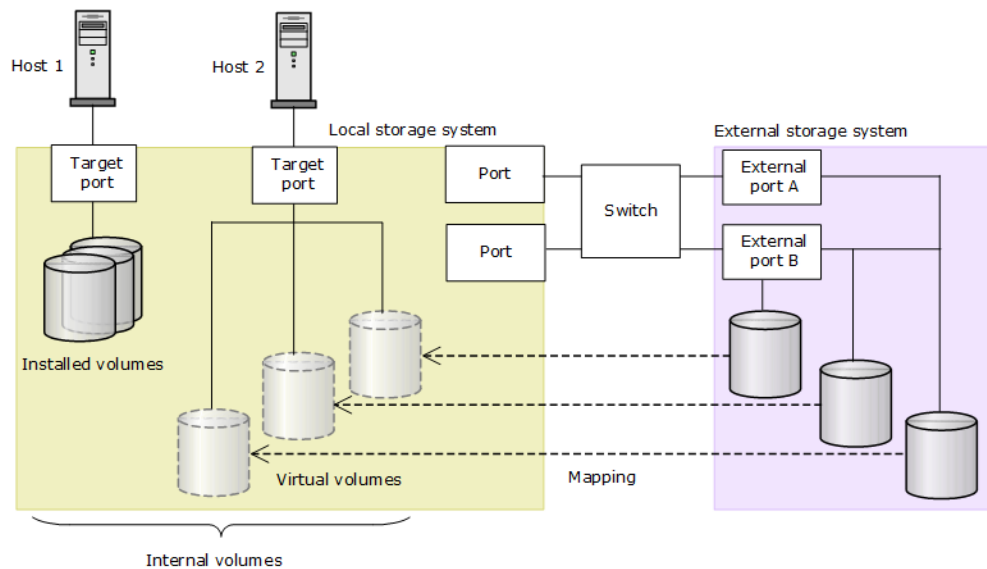 Host 1
Host 2
Local storage system
External storage system
Target
port
Target
port
Port
Switch
External
port A
Port
External
port B
Installed volumes
Virtual volumes
Mapping
Internal volumes